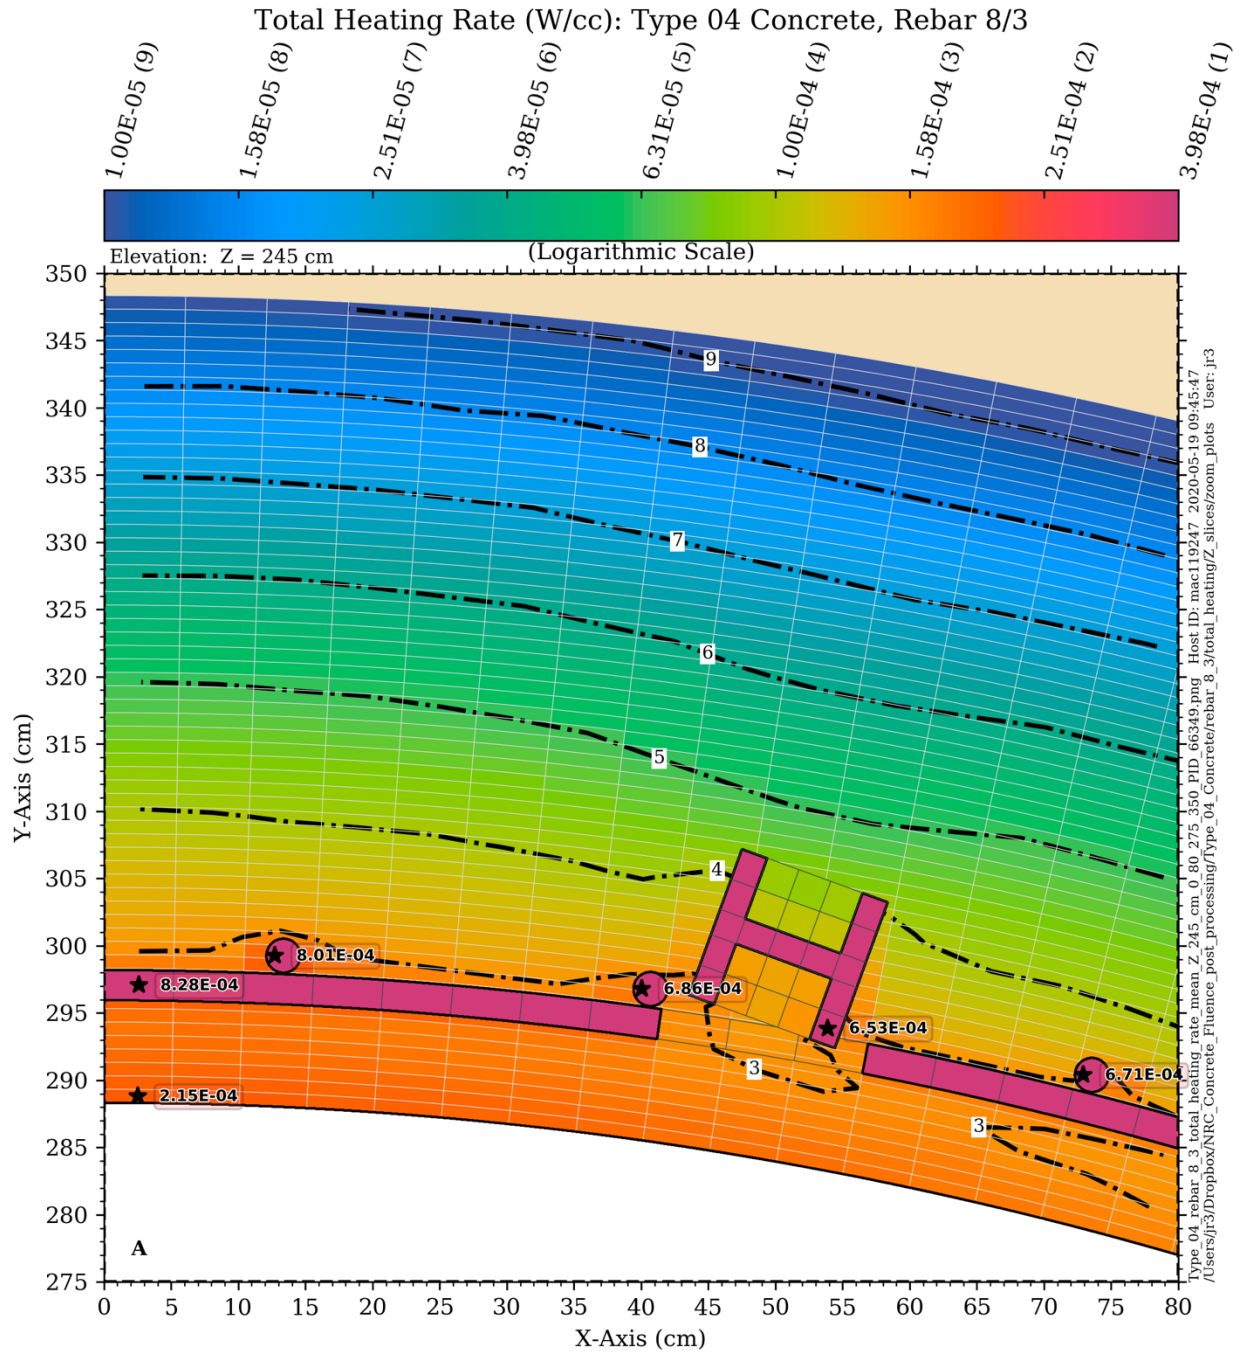 Total Heating Rate (W/cc): Type 04 Concrete, Rebar 8/3
1.00E-05 (9)
1.58E-05 (8)
2.51E-05 (7)
3.98E-05 (6)
6.31E-05 (5)
1.00E-04 (4)
1.58E-04 (3)
2.51E-04 (2)
3.98E-04 (1)
Elevation: Z = 245 cm
(Logarithmic Scale)
350
345
340
335
330
325
320
315
310
305
300
295
290
285
280
275
Y-Axis (cm)
9
8
7
6
5
4
3
3
8.01E-04
8.28E-04
6.86E-04
6.53E-04
6.71E-04
2.15E-04
A
0 5 10 15 20 25 30 35 40 45 50 55 60 65 70 75 80
X-Axis (cm)
Type_04_rebar_8_3_total_heating_rate_mean_Z_245_cm_0_80_275_350_PID_66349.png Host ID: mac119247 2020-05-19 09:45:47
/Users/jr3/Dropbox/NRC_Concrete_Fluence_post_processing/Type_04_Concrete/rebar_8_3/total_heating/Z_slices/zoom_plots User: jr3